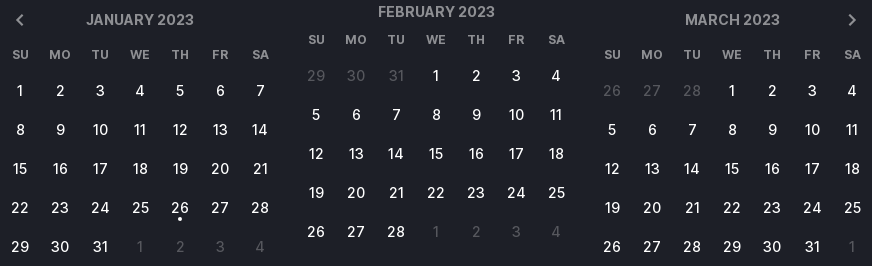 JANUARY 2023
SU MO TU WE TH FR SA
1 2 3 4 5 6 7
8 9 10 11 12 13 14
15 16 17 18 19 20 21
22 23 24 25 26 27 28
29 30 31 1 2 3 4
FEBRUARY 2023
SU MO TU WE TH FR SA
29 30 31 1 2 3 4
5 6 7 8 9 10 11
12 13 14 15 16 17 18
19 20 21 22 23 24 25
26 27 28 1 2 3 4
MARCH 2023
SU MO TU WE TH FR SA
26 27 28 1 2 3 4
5 6 7 8 9 10 11
12 13 14 15 16 17 18
19 20 21 22 23 24 25
26 27 28 29 30 31 1